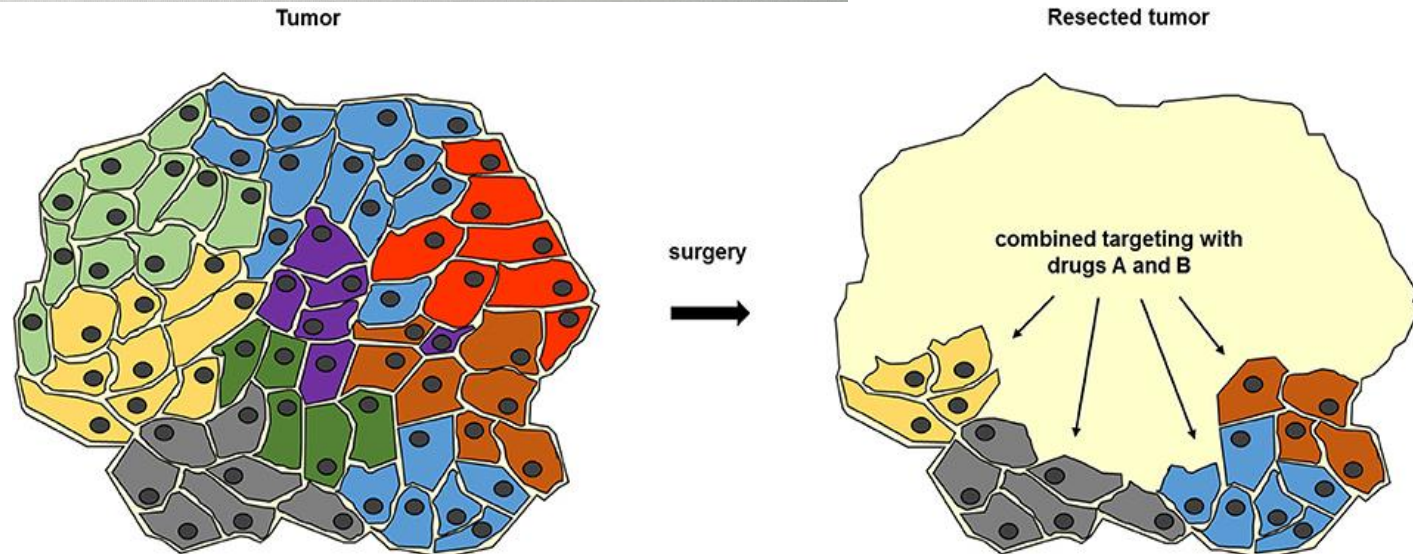 Tumor
Resected tumor
surgery
combined targeting with
drugs A and B